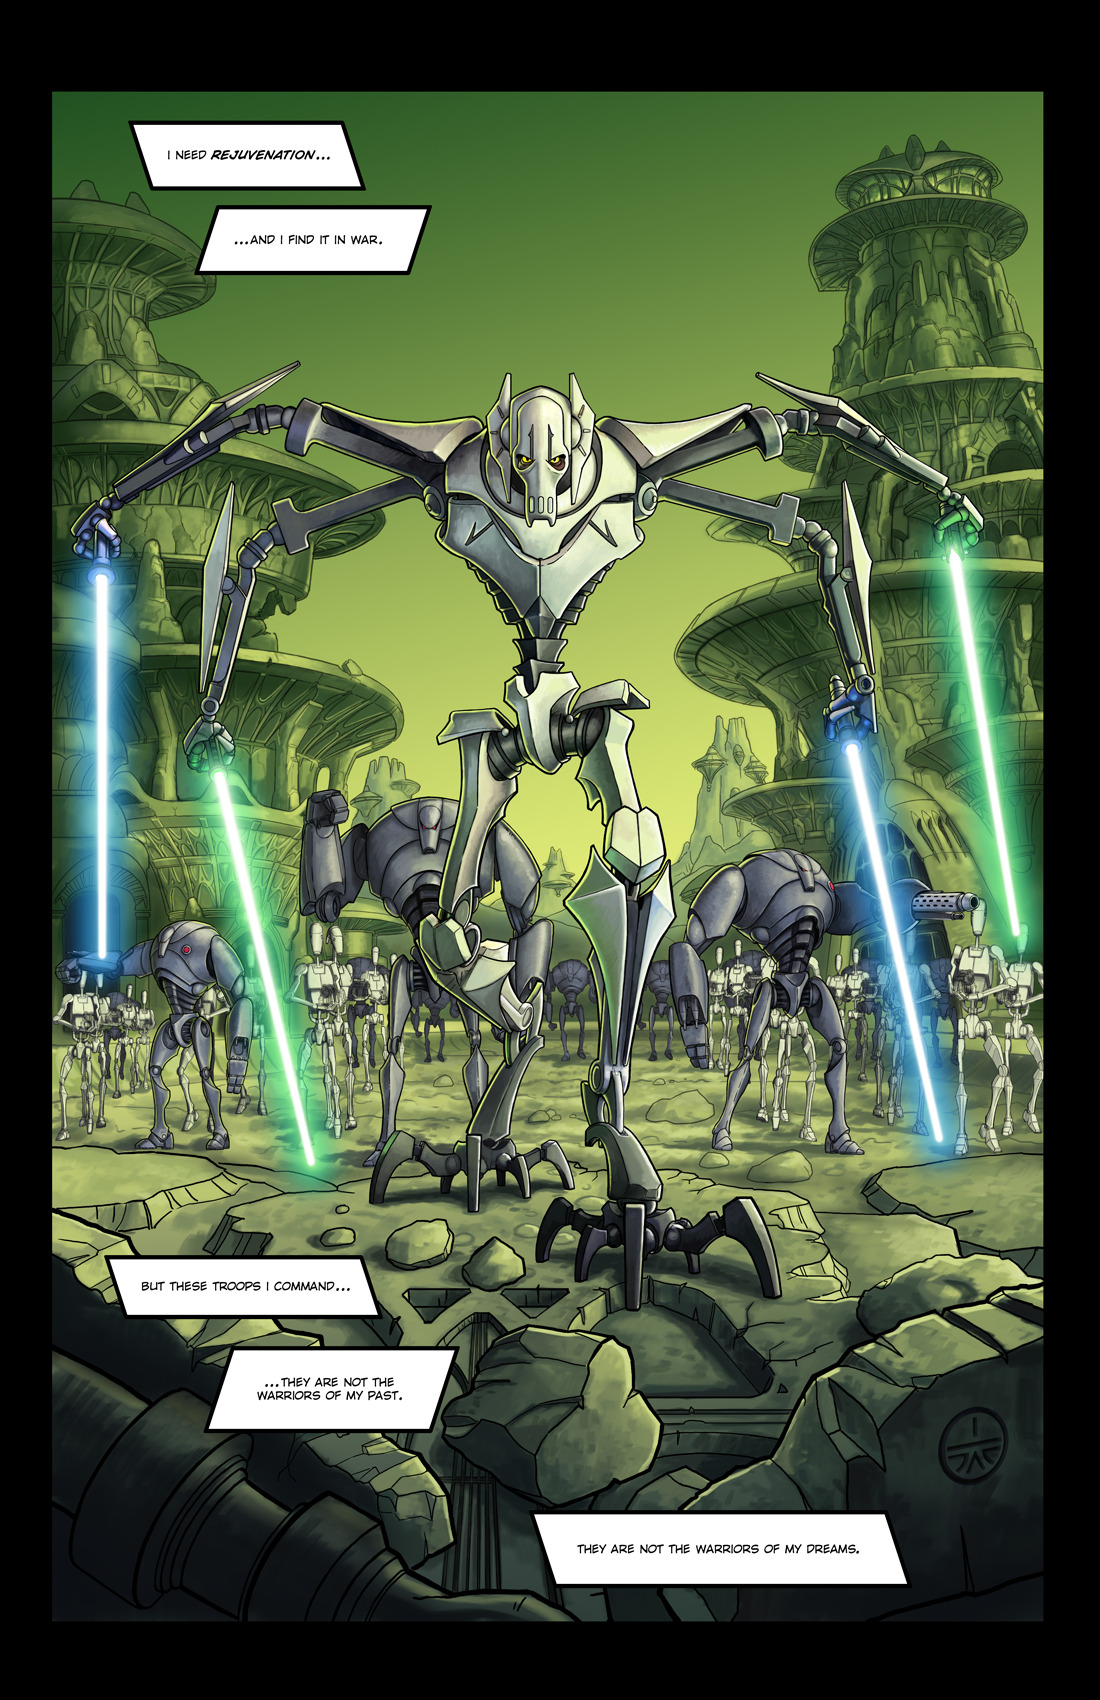 I NEED REJUVENATION...
...AND I FIND IT IN WAR.
BUT THESE TROOPS I COMMAND...
...THEY ARE NOT THE
WARRIORS OF MY PAST.
THEY ARE NOT THE WARRIORS OF MY DREAMS.